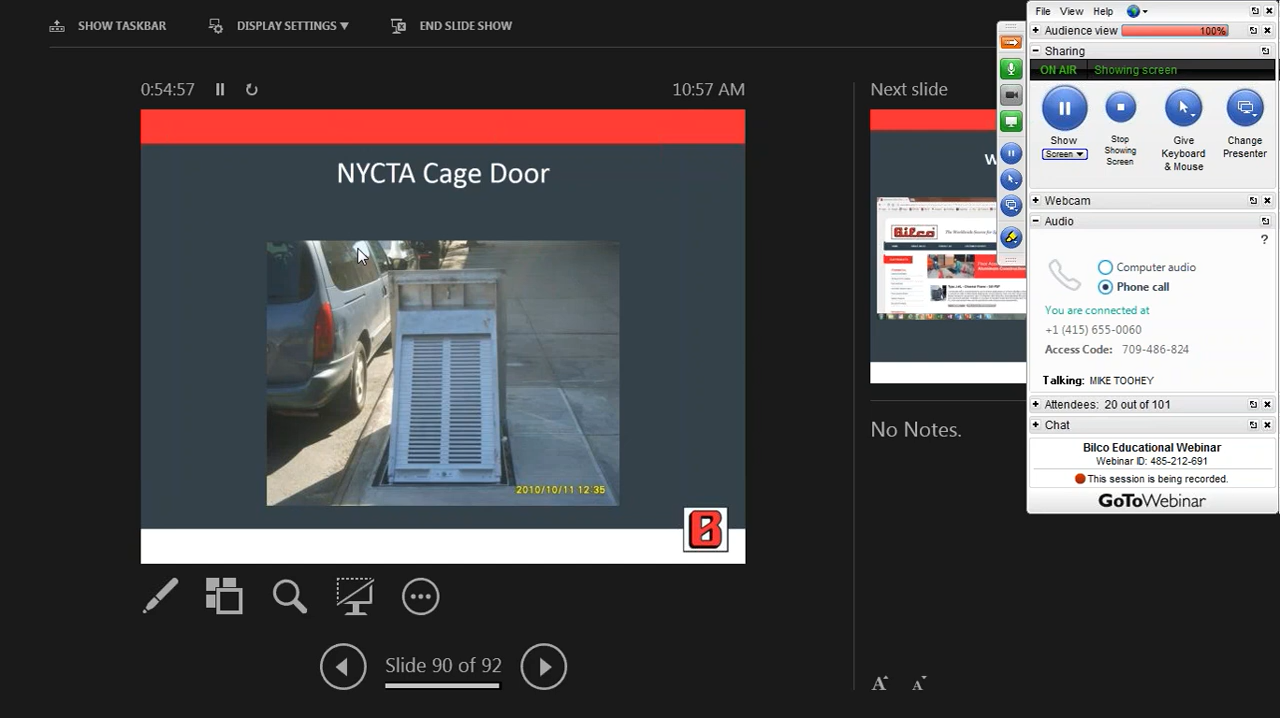 SHOW TASKBAR
DISPLAY SETTINGS ▼
END SLIDE SHOW
0:54:57
10:57 AM
NYCTA Cage Door
2010/10/11 12:35
B
Slide 90 of 92
Next slide
W
Bilco
No Notes.
A
A
File View Help
Audience view 100%
Sharing
ON AIR Showing screen
Show
Screen
Stop
Showing
Screen
Give
Keyboard
& Mouse
Change
Presenter
Webcam
Audio
?
Computer audio
Phone call
You are connected at
+1 (415) 655-0060
Access Code: 709-486-824
Talking: MIKE TOOHEY
Attendees: 20 out of 101
Chat
Bilco Educational Webinar
Webinar ID: 485-212-691
This session is being recorded.
GoToWebinar